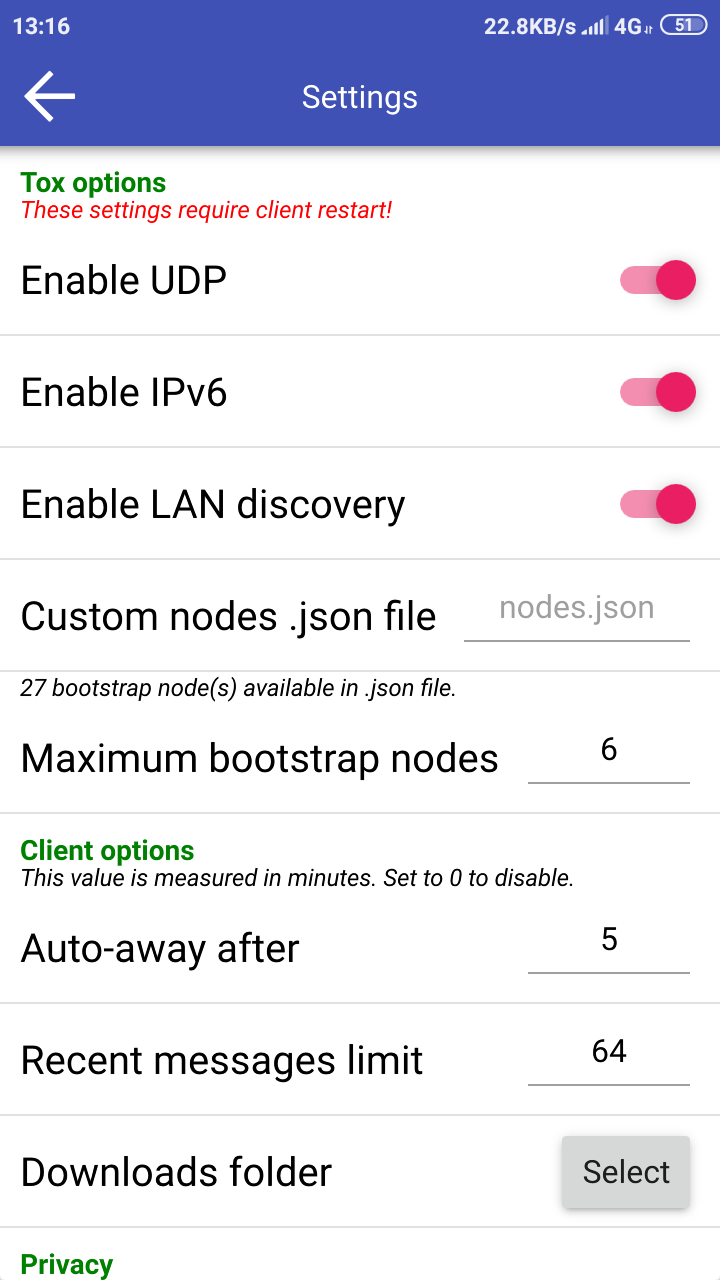 13:16 22.8KB/s 4G 51
Settings
Tox options
These settings require client restart!
Enable UDP
Enable IPv6
Enable LAN discovery
Custom nodes .json file nodes.json
27 bootstrap node(s) available in .json file.
Maximum bootstrap nodes 6
Client options
This value is measured in minutes. Set to 0 to disable.
Auto-away after 5
Recent messages limit 64
Downloads folder Select
Privacy